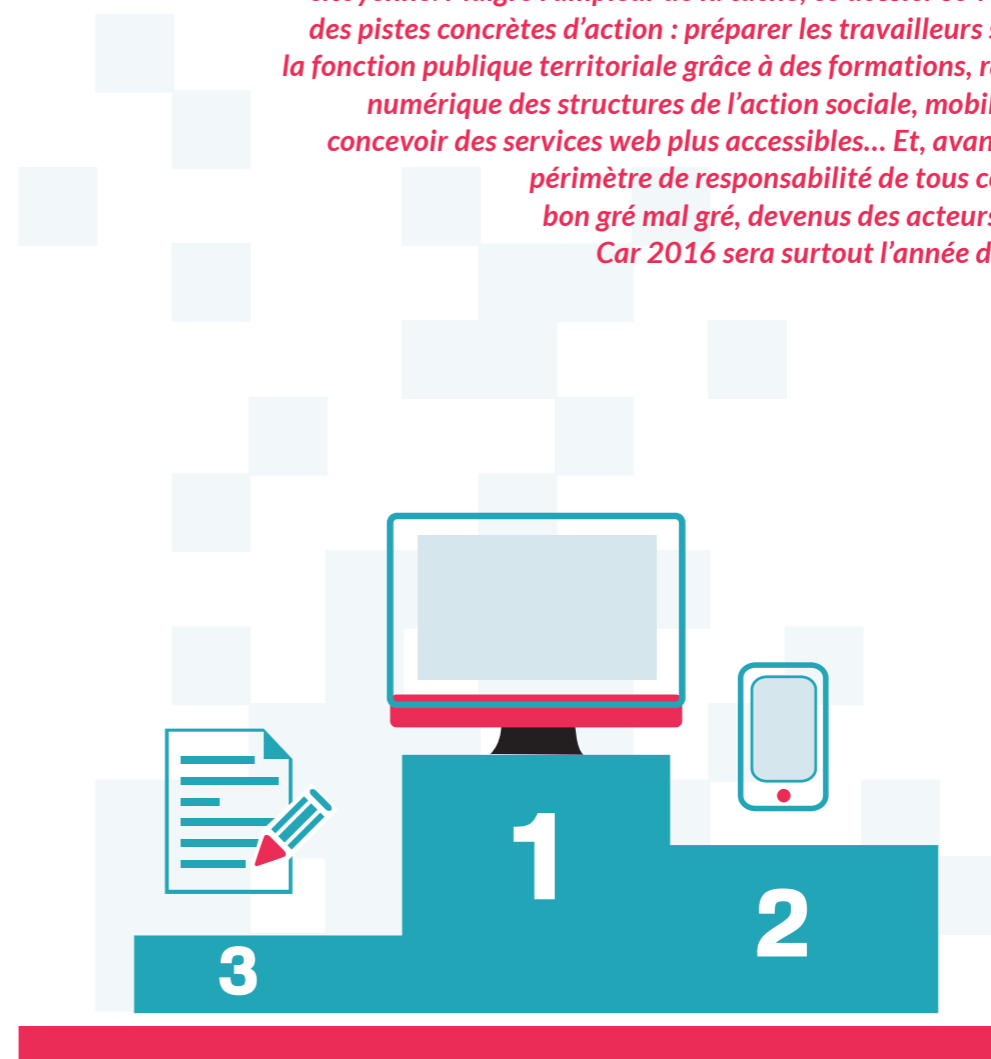 des pistes concrètes d'action : préparer les travailleurs
la fonction publique territoriale grâce à des formations,
numérique des structures de l'action sociale,
concevoir des services web plus accessibles... Et,
périmètre de responsabilité de tous
bon gré mal gré, devenus des acteurs
Car 2016 sera surtout l'année
1
2
3